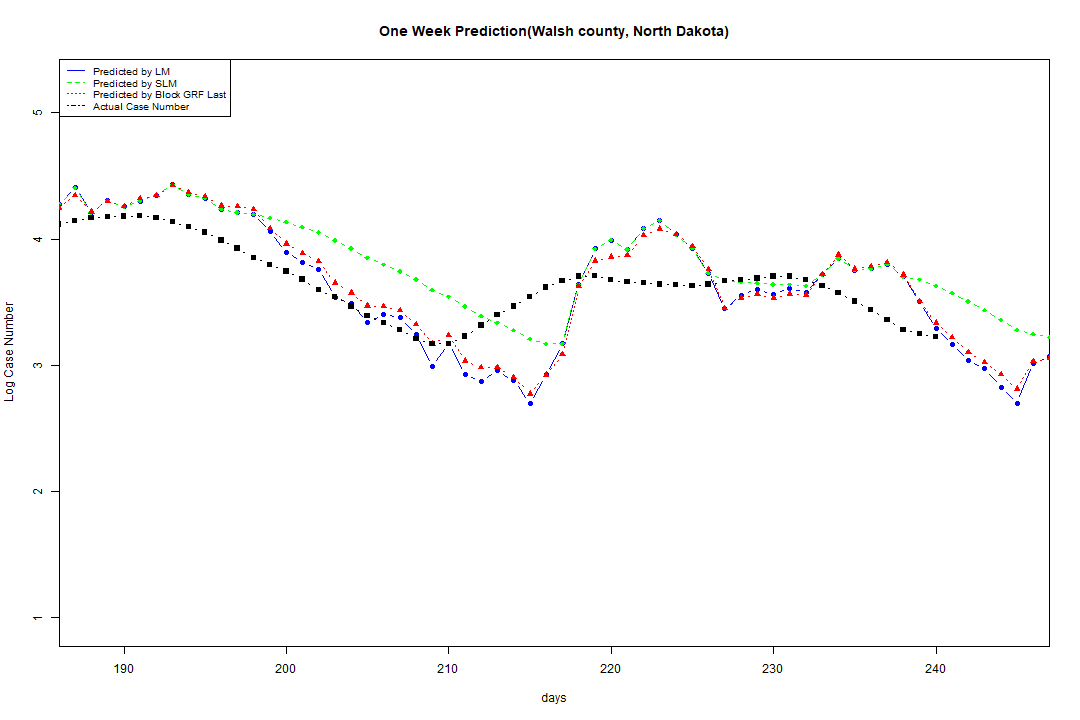 One Week Prediction(Walsh county, North Dakota)
Predicted by LM
Predicted by SLM
Predicted by Block GRF Last
Actual Case Number
5
4
3
2
1
Log Case Number
190 200 210 220 230 240
days